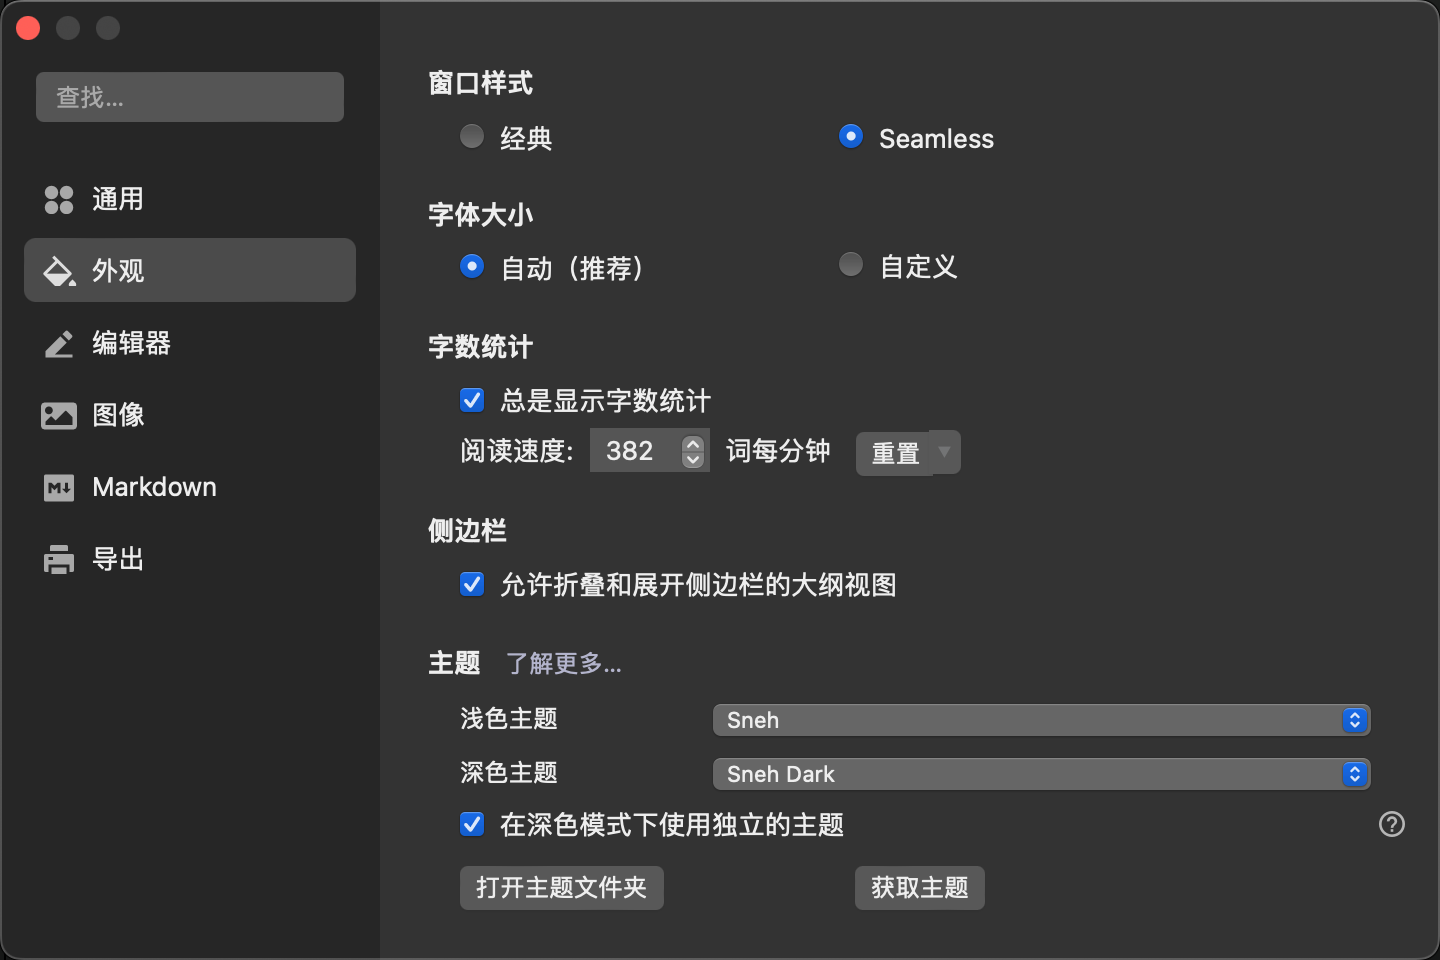 查找...
通用
外观
编辑器
图像
Markdown
导出
窗口样式
经典 Seamless
字体大小
自动（推荐） 自定义
字数统计
总是显示字数统计
阅读速度: 382 词每分钟 重置
侧边栏
允许折叠和展开侧边栏的大纲视图
主题 了解更多...
浅色主题 Sneh
深色主题 Sneh Dark
在深色模式下使用独立的主题
打开主题文件夹 获取主题